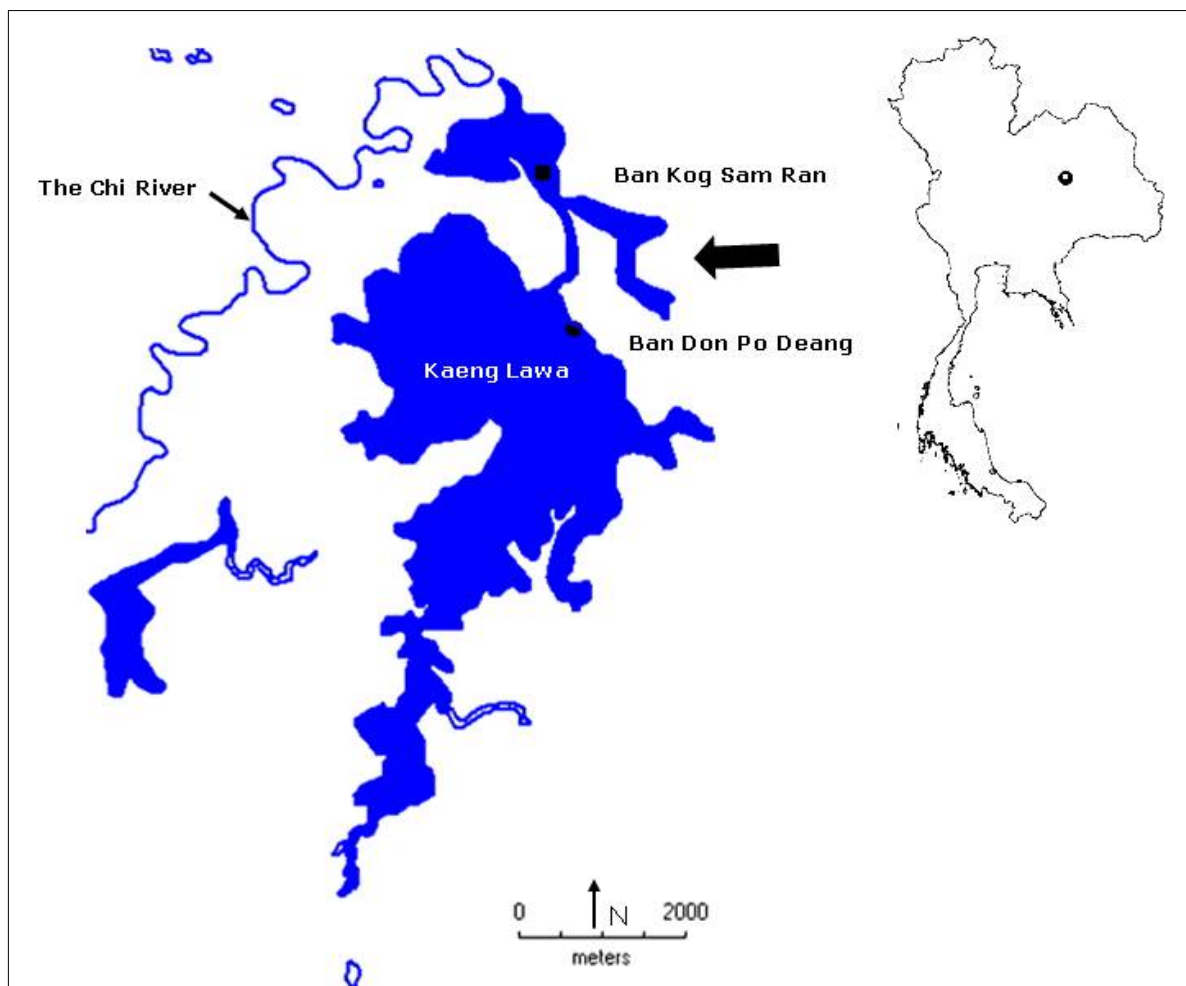 Ban Kog Sam Ran
The Chi River
Ban Don Po Deang
Kaeng Lawa
0 N 2000
meters